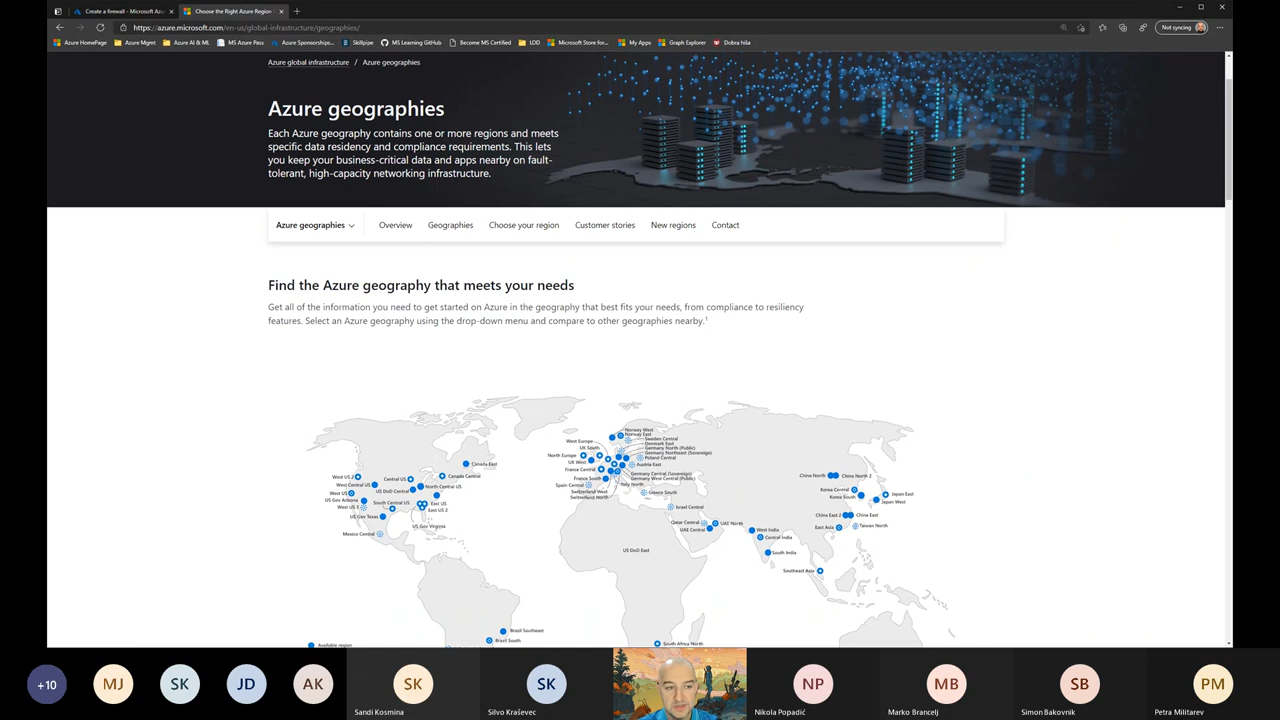 Create a firewall - Microsoft Az
Choose the Right Azure Region
https://azure.microsoft.com/en-us/global-infrastructure/geographies/
Not syncing
Azure HomePage
Azure Mgmt
Azure AI & ML
MS Azure Pass
Azure Sponsorships...
Skillpipe
MS Learning GitHub
Become MS Certified
LOD
Microsoft Store for...
My Apps
Graph Explorer
Dobra hiša
Azure global infrastructure / Azure geographies
Azure geographies
Each Azure geography contains one or more regions and meets
specific data residency and compliance requirements. This lets
you keep your business-critical data and apps nearby on fault-
tolerant, high-capacity networking infrastructure.
Azure geographies
Overview
Geographies
Choose your region
Customer stories
New regions
Contact
Find the Azure geography that meets your needs
Get all of the information you need to get started on Azure in the geography that best fits your needs, from compliance to resiliency
features. Select an Azure geography using the drop-down menu and compare to other geographies nearby.1
Norway West
Norway East
West Europe
Sweden Central
Denmark East
UK South
Germany North (Public)
Germany Northeast (Sovereign)
North Europe
Poland Central
UK West
Austria East
France Central
France South
Germany Central (Sovereign)
Germany West Central (Public)
Spain Central
Italy North
Switzerland West
Switzerland North
Greece South
Israel Central
Qatar Central
UAE North
UAE Central
Canada East
Canada Central
West US 2
Central US
West Central US
US DoD Central
North Central US
West US
US Gov Arizona
South Central US
East US
West US 3
East US 2
US Gov Texas
US Gov Virginia
Mexico Central
US DoD East
West India
Central India
South India
Southeast Asia
China North
China North 2
Korea Central
Korea South
Japan East
Japan West
China East 2
China East
East Asia
Taiwan North
Brazil Southeast
Brazil South
South Africa North
Available region
+10
MJ
SK
JD
AK
SK
Sandi Kosmina
SK
Silvo Kraševec
NP
Nikola Popadić
MB
Marko Brancelj
SB
Simon Bakovnik
PM
Petra Militarev